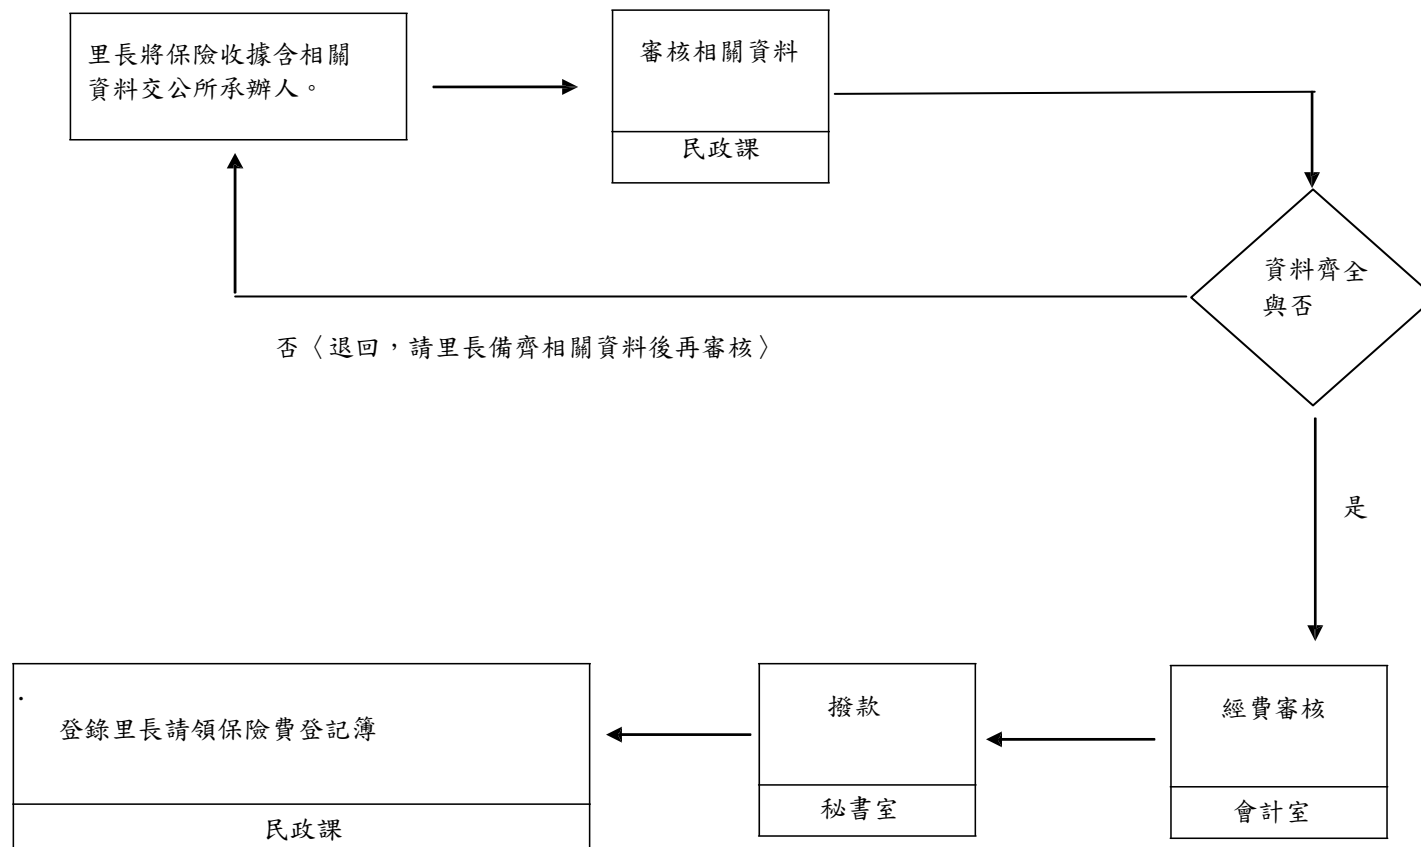 里長將保險收據含相關
資料交公所承辦人。
審核相關資料
民政課
資料齊全
與否
否〈退回，請里長備齊相關資料後再審核〉
是
經費審核
會計室
撥款
秘書室
.
登錄里長請領保險費登記簿
民政課